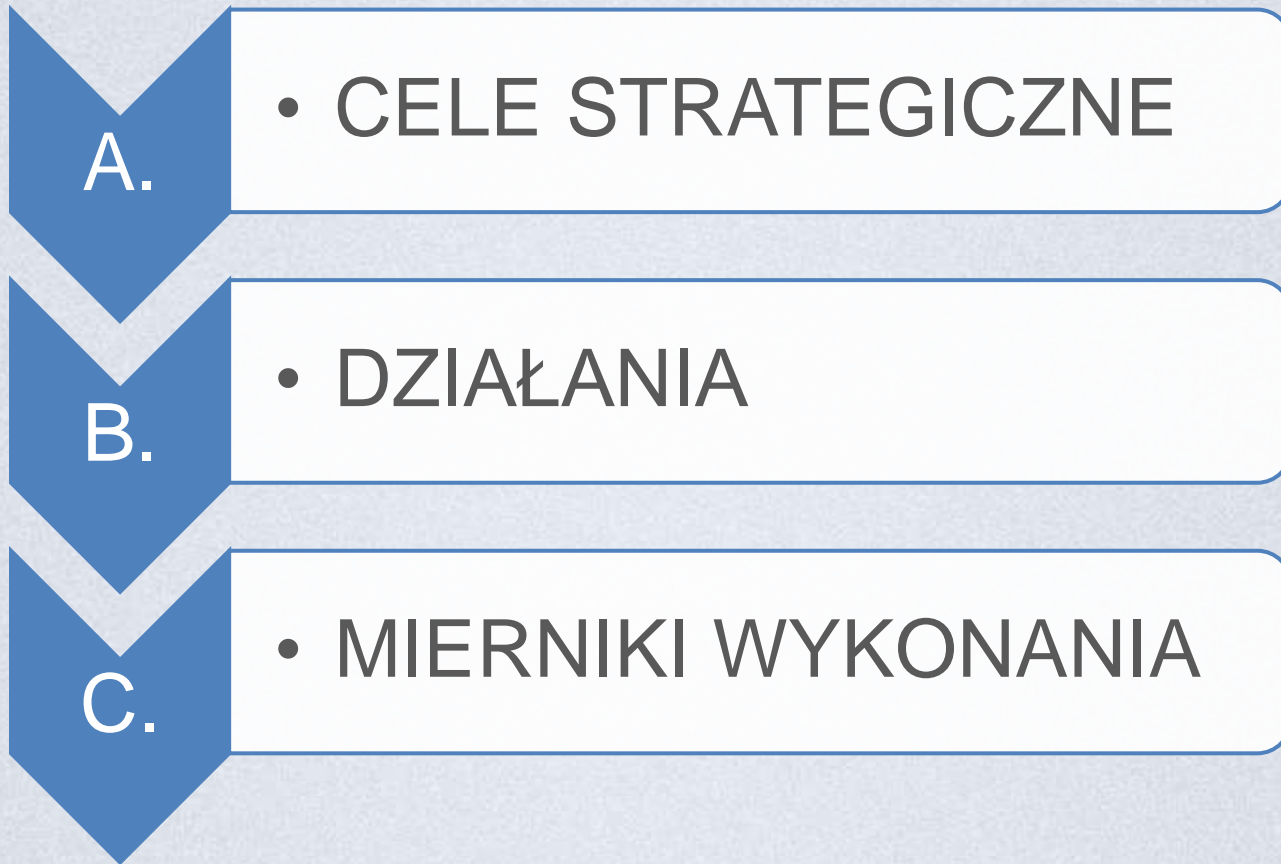 A.
• CELE STRATEGICZNE
B.
• DZIAŁANIA
C.
• MIERNIKI WYKONANIA